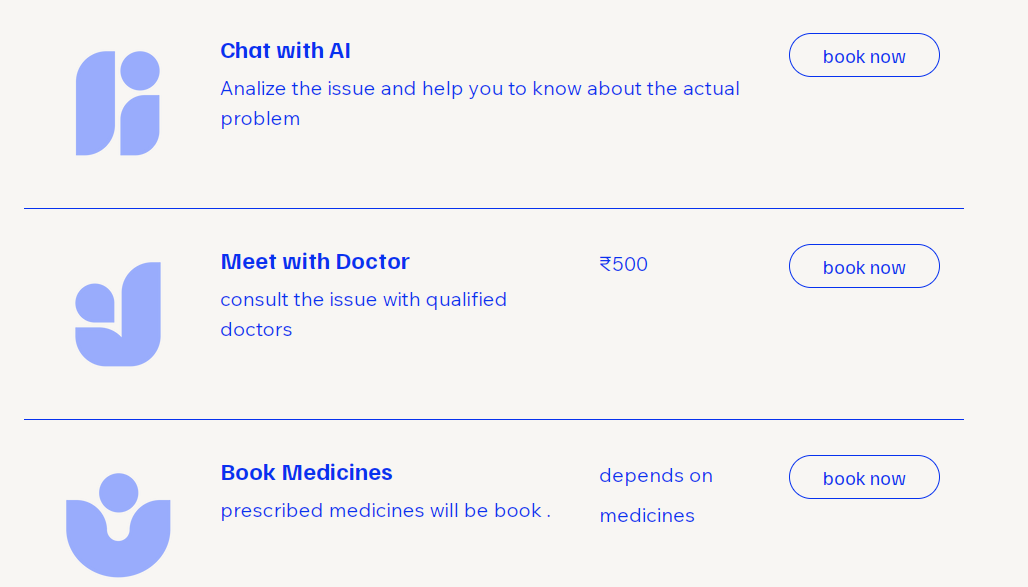 Chat with AI
book now
Analize the issue and help you to know about the actual
problem
Meet with Doctor
₹500
book now
consult the issue with qualified
doctors
Book Medicines
depends on
medicines
book now
prescribed medicines will be book .